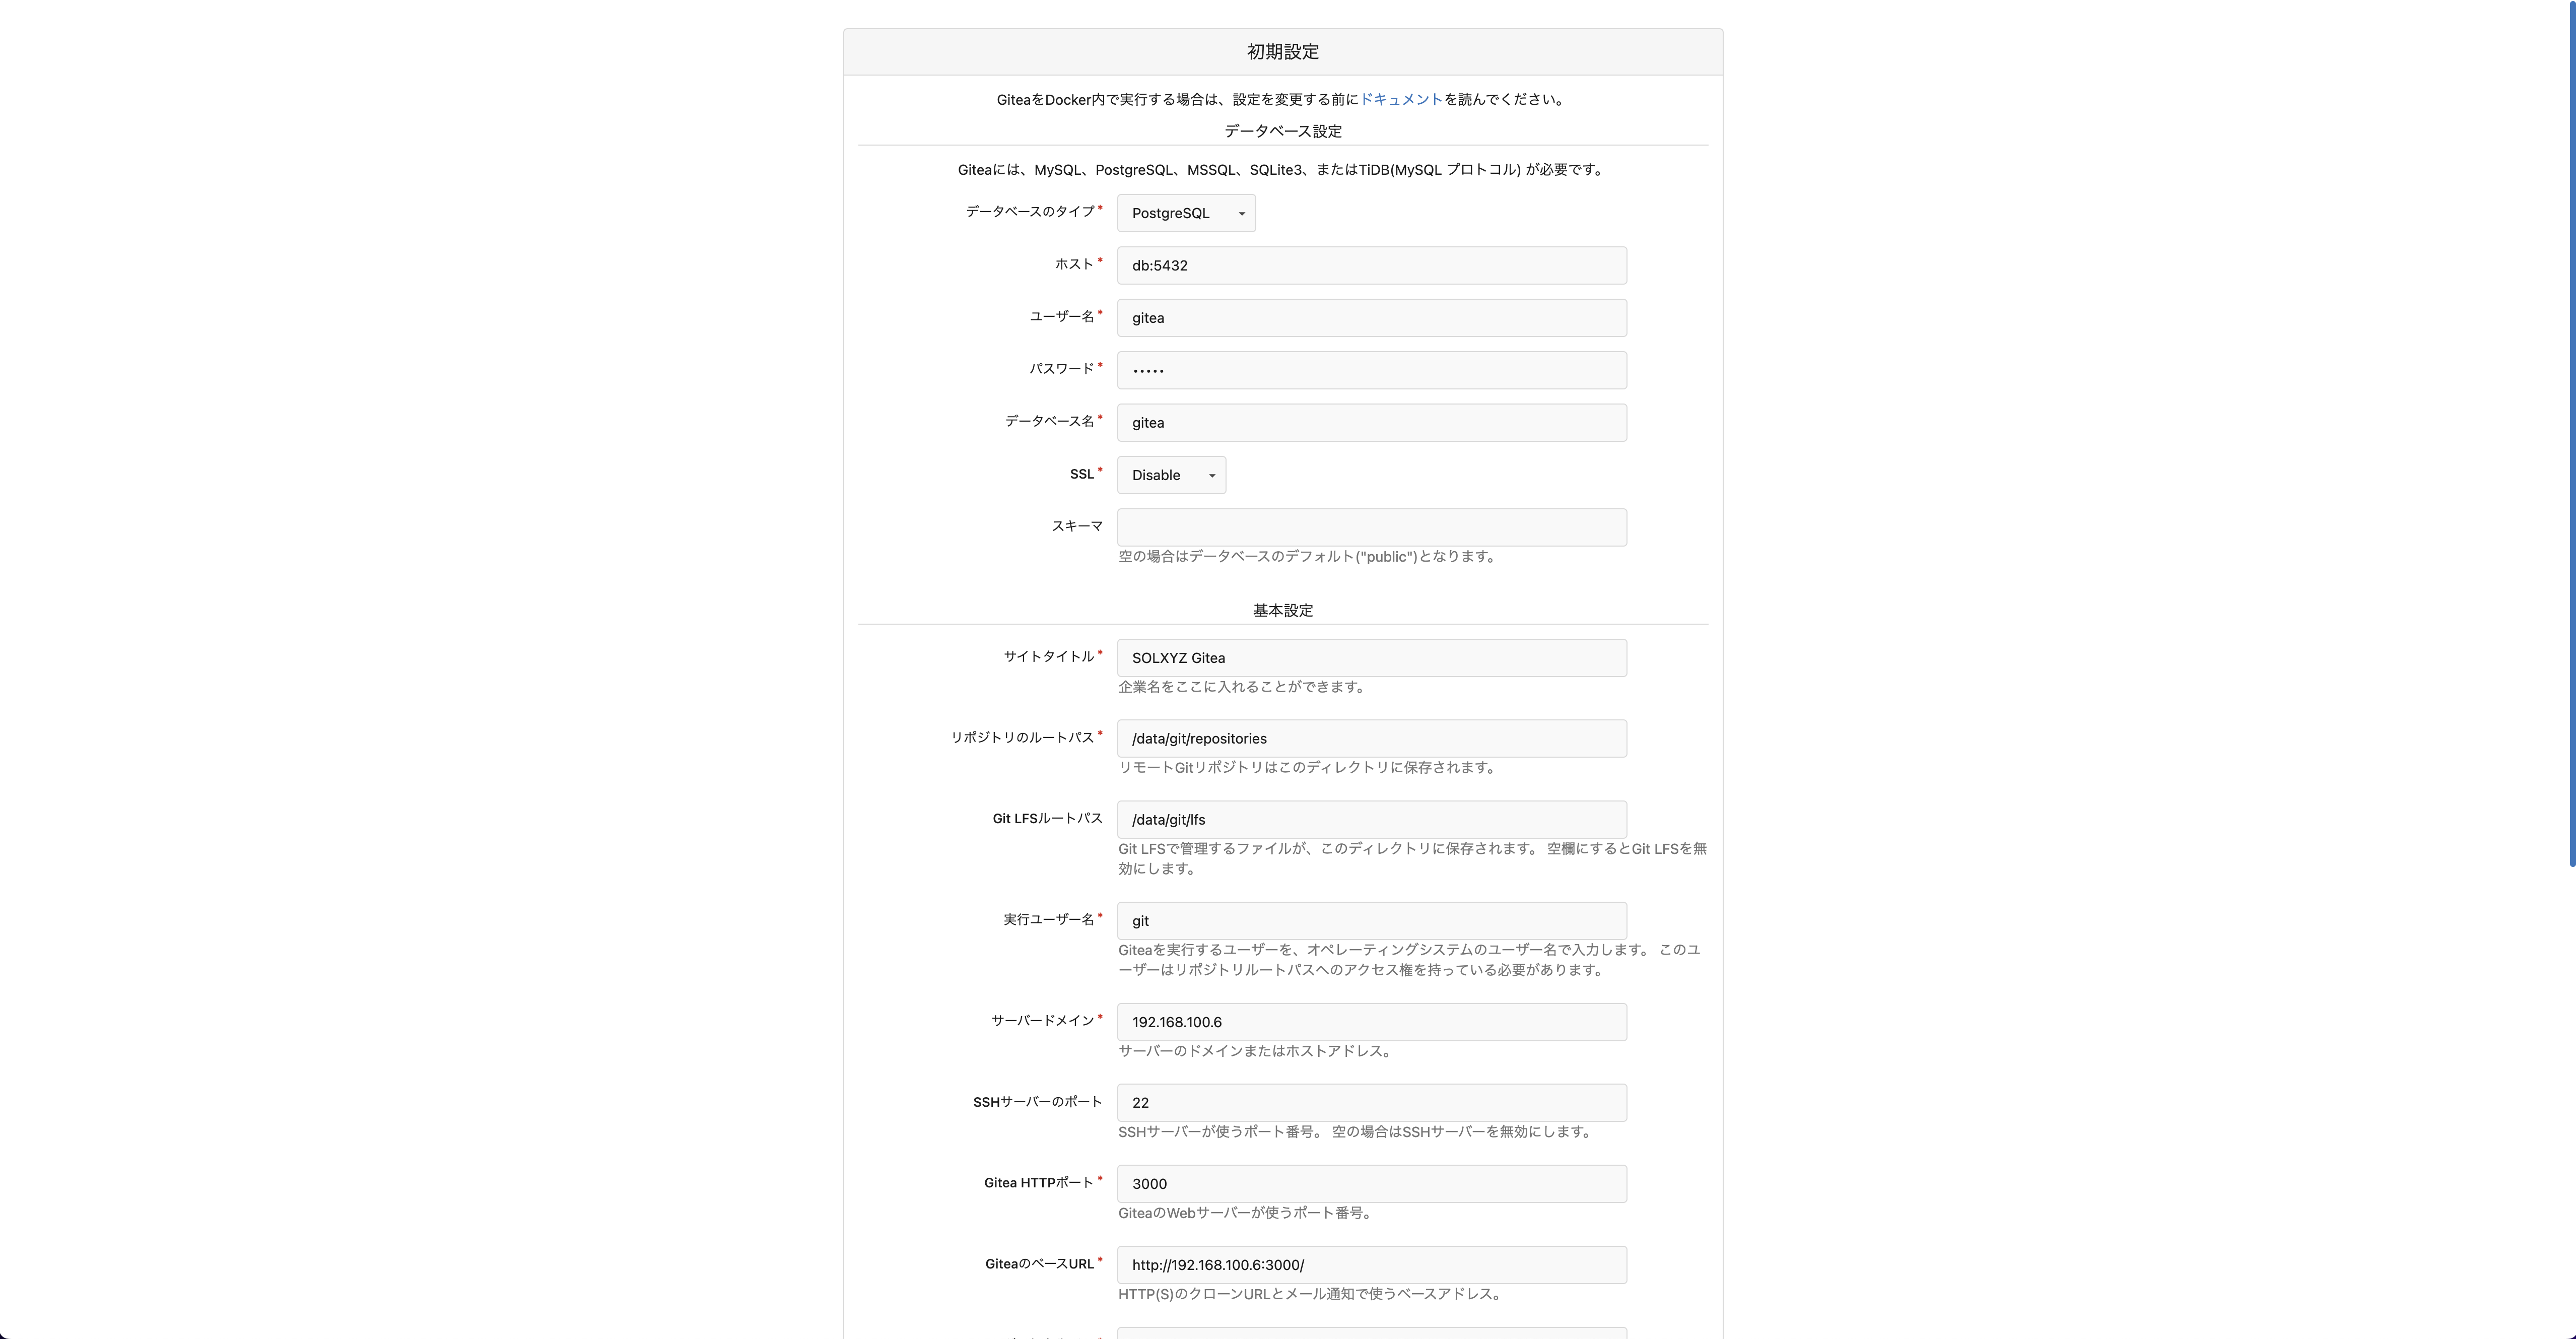 初期設定
GiteaをDocker内で実行する場合は、設定を変更する前にドキュメントを読んでください。
データベース設定
Giteaには、MySQL、PostgreSQL、MSSQL、SQLite3、またはTiDB(MySQL プロトコル) が必要です。
データベースのタイプ* PostgreSQL
ホスト* db:5432
ユーザー名* gitea
パスワード* •••••
データベース名* gitea
SSL* Disable
スキーマ
空の場合はデータベースのデフォルト("public")となります。
基本設定
サイトタイトル* SOLXYZ Gitea
企業名をここに入れることができます。
リポジトリのルートパス* /data/git/repositories
リモートGitリポジトリはこのディレクトリに保存されます。
Git LFSルートパス /data/git/lfs
Git LFSで管理するファイルが、このディレクトリに保存されます。 空欄にするとGit LFSを無
効にします。
実行ユーザー名* git
Giteaを実行するユーザーを、オペレーティングシステムのユーザー名で入力します。 このユ
ーザーはリポジトリルートパスへのアクセス権を持っている必要があります。
サーバードメイン* 192.168.100.6
サーバーのドメインまたはホストアドレス。
SSHサーバーのポート 22
SSHサーバーが使うポート番号。 空の場合はSSHサーバーを無効にします。
Gitea HTTPポート* 3000
GiteaのWebサーバーが使うポート番号。
GiteaのベースURL* http://192.168.100.6:3000/
HTTP(S)のクローンURLとメール通知で使うベースアドレス。